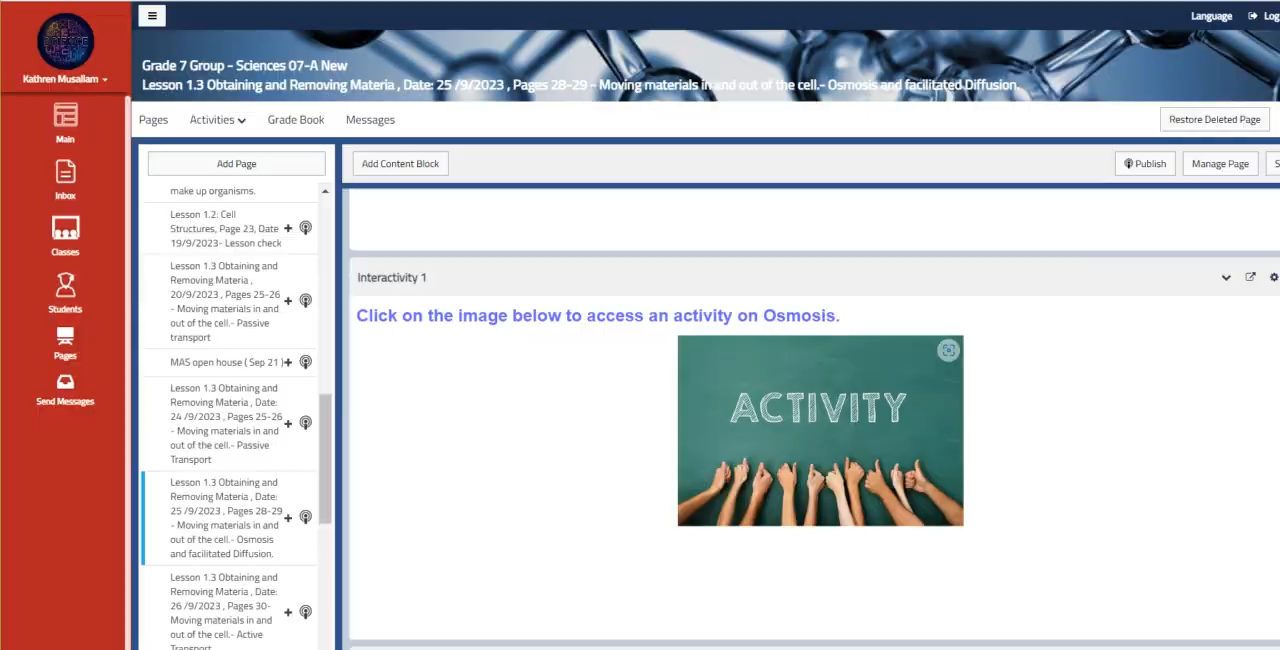 Language
Log
Kathren Musallam
Grade 7 Group - Sciences 07-A New
Lesson 1.3 Obtaining and Removing Materia , Date: 25 /9/2023 , Pages 28-29 - Moving materials in and out of the cell.- Osmosis and facilitated Diffusion.
Pages
Activities
Grade Book
Messages
Restore Deleted Page
Main
Inbox
Classes
Students
Pages
Send Messages
Add Page
make up organisms.
Lesson 1.2: Cell
Structures, Page 23, Date
19/9/2023- Lesson check
Lesson 1.3 Obtaining and
Removing Materia ,
20/9/2023 , Pages 25-26
- Moving materials in and
out of the cell.- Passive
transport
MAS open house ( Sep 21 )
Lesson 1.3 Obtaining and
Removing Materia , Date:
24 /9/2023 , Pages 25-26
- Moving materials in and
out of the cell.- Passive
Transport
Lesson 1.3 Obtaining and
Removing Materia , Date:
25 /9/2023 , Pages 28-29
- Moving materials in and
out of the cell.- Osmosis
and facilitated Diffusion.
Lesson 1.3 Obtaining and
Removing Materia , Date:
26 /9/2023 , Pages 30-
Moving materials in and
out of the cell.- Active
Transport
Add Content Block
Publish
Manage Page
S
Interactivity 1
Click on the image below to access an activity on Osmosis.
ACTIVITY